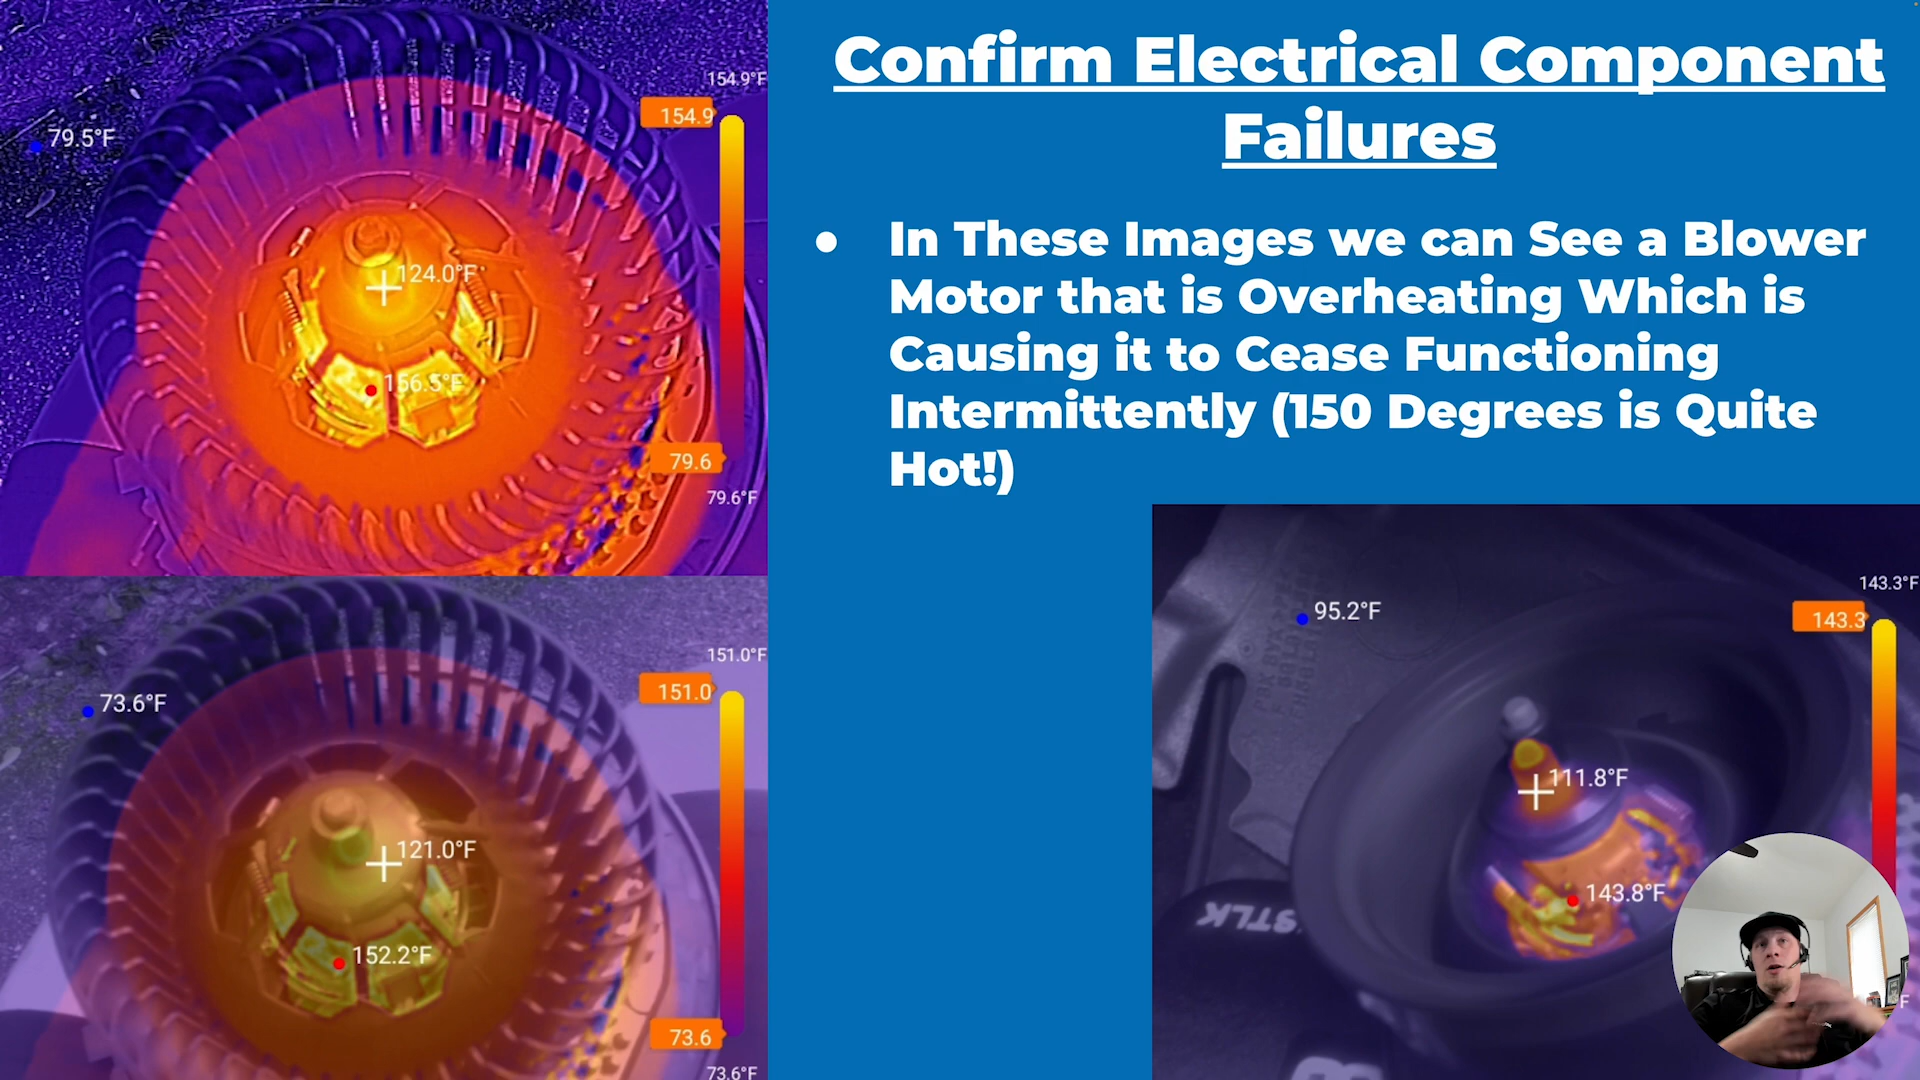 Confirm Electrical Component
Failures
● In These Images we can See a Blower
Motor that is Overheating Which is
Causing it to Cease Functioning
Intermittently (150 Degrees is Quite
Hot!)
154.9°F
154.9
79.5°F
124.0°F
156.5°F
79.6
79.6°F
151.0°F
151.0
73.6°F
121.0°F
152.2°F
73.6
73.6°F
143.3°F
143.3
95.2°F
111.8°F
143.8°F
STLK